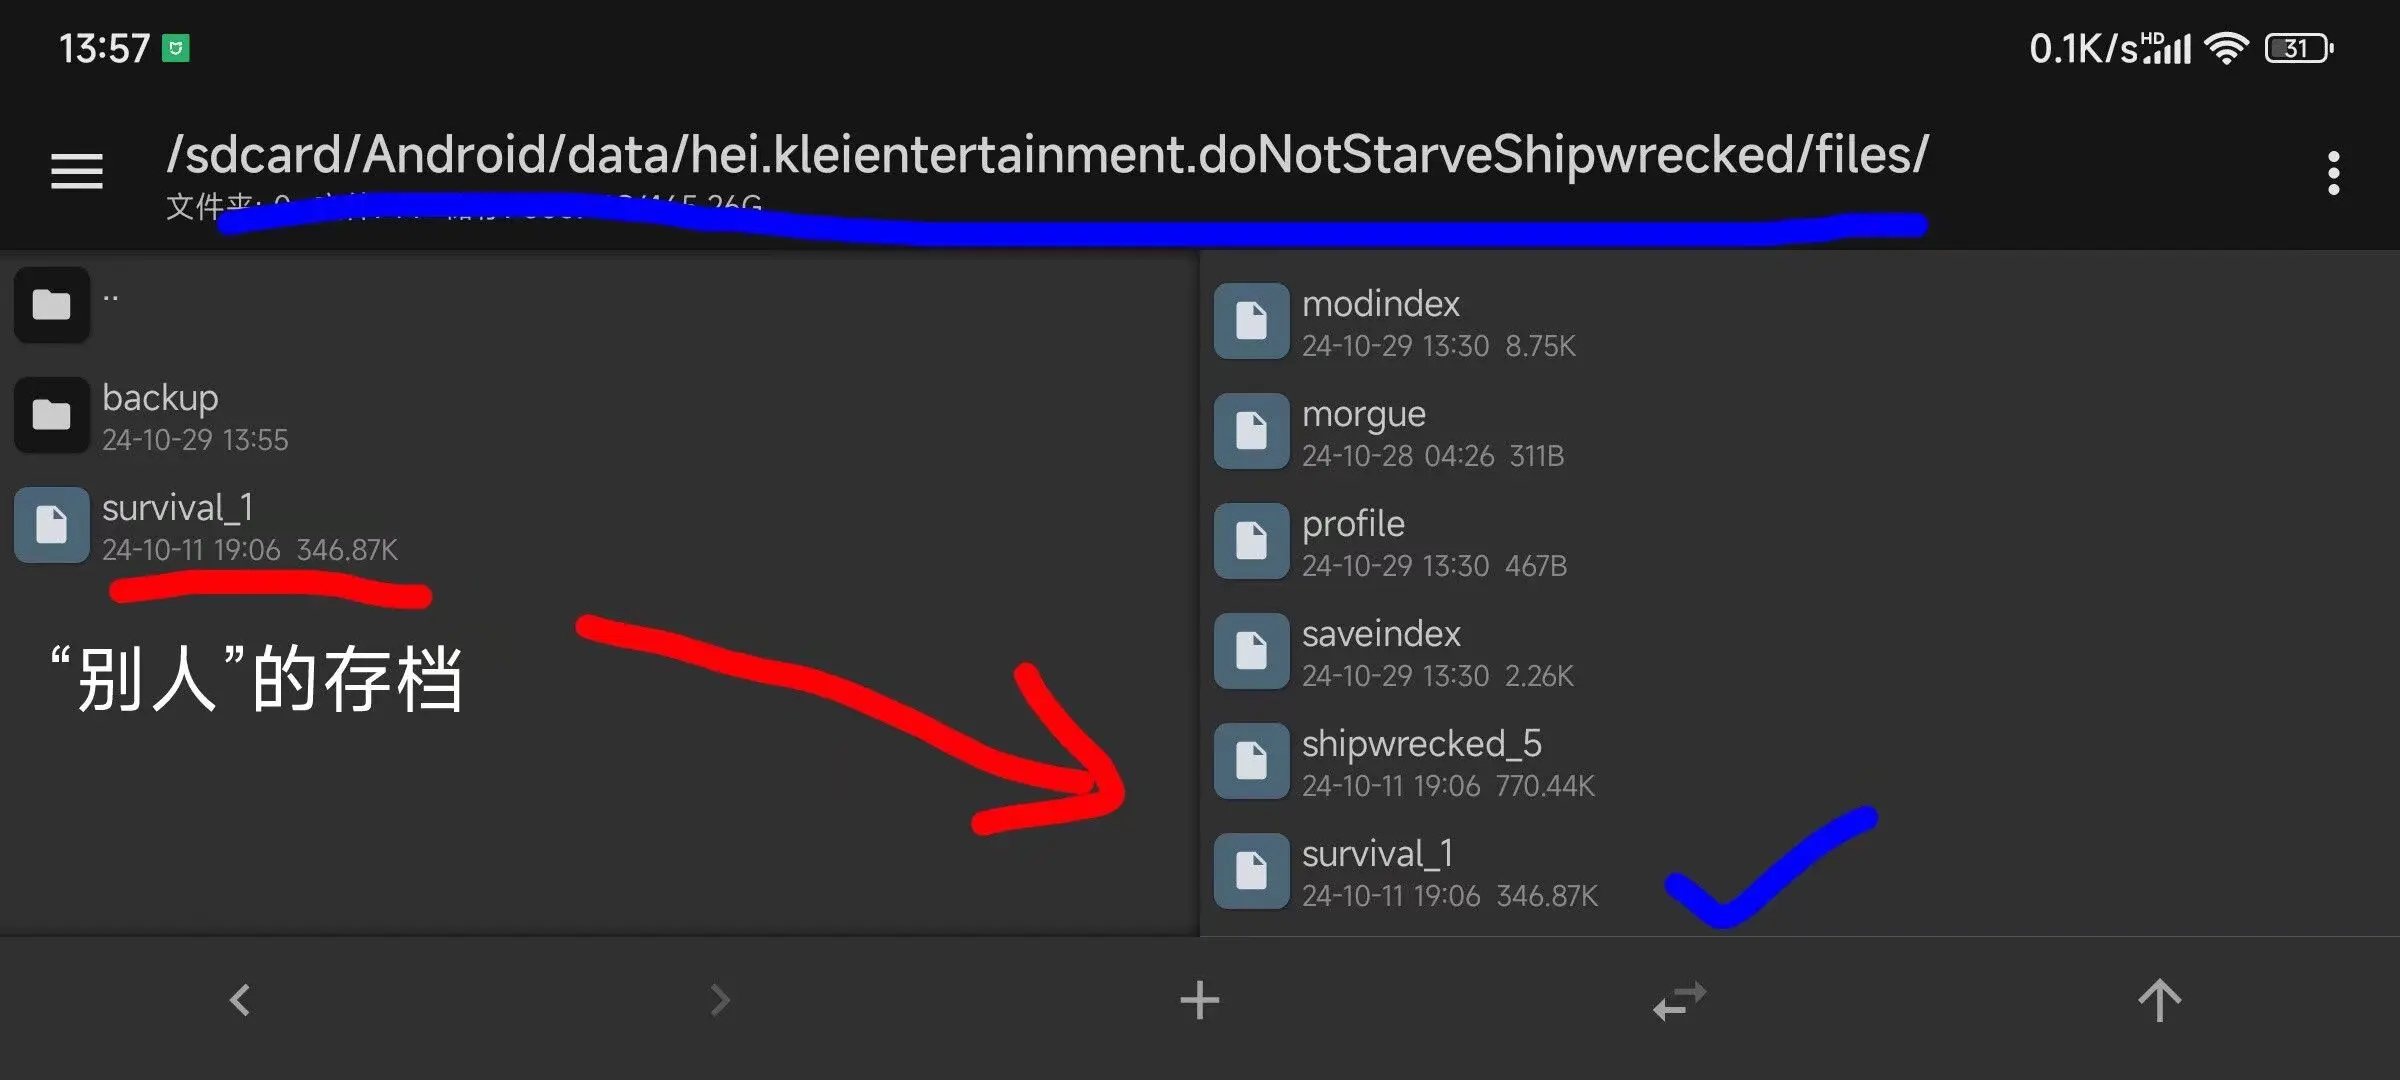 13:57
0.1K/s HD 31
/sdcard/Android/data/hei.kleientertainment.doNotStarveShipwrecked/files/
文件夹: 0
26G
..
backup
24-10-29 13:55
survival_1
24-10-11 19:06 346.87K
“别人”的存档
modindex
24-10-29 13:30 8.75K
morgue
24-10-28 04:26 311B
profile
24-10-29 13:30 467B
saveindex
24-10-29 13:30 2.26K
shipwrecked_5
24-10-11 19:06 770.44K
survival_1
24-10-11 19:06 346.87K